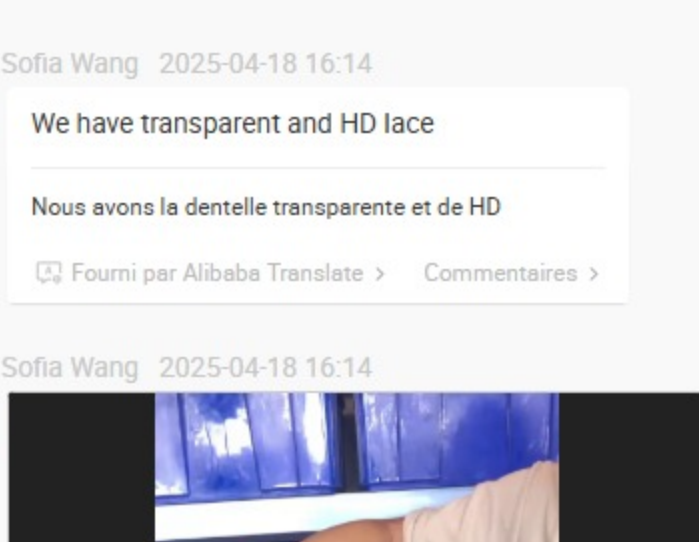 Sofia Wang 2025-04-18 16:14
We have transparent and HD lace
Nous avons la dentelle transparente et de HD
Fourni par Alibaba Translate >
Commentaires >
Sofia Wang 2025-04-18 16:14